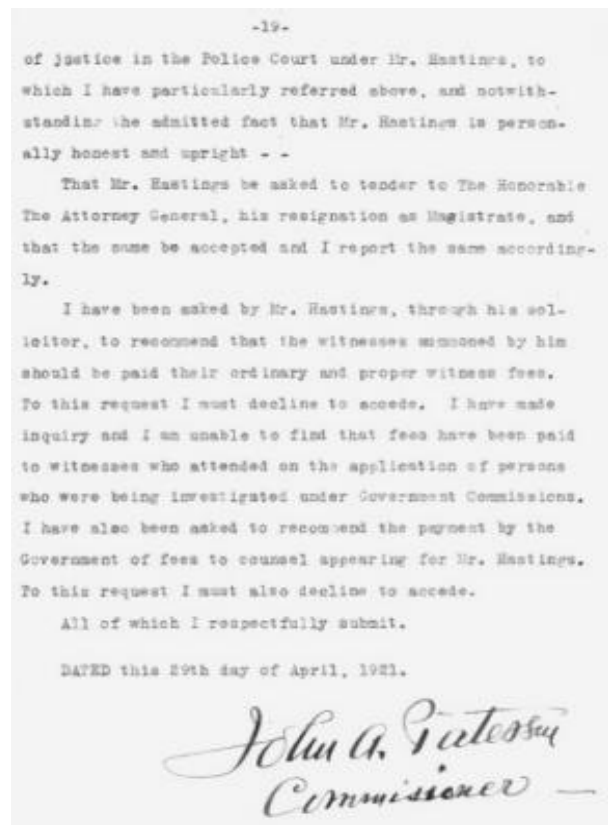 -19-
of justice in the Police Court under Mr. Hastings, to
which I have particularly referred above, and notwith-
standing the admitted fact that Mr. Hastings is person-
ally honest and upright - -
That Mr. Hastings be asked to tender to The Honorable
The Attorney General, his resignation as Magistrate, and
that the same be accepted and I report the same according-
ly.
I have been asked by Mr. Hastings, through his sol-
icitor, to recommend that the witnesses summoned by him
should be paid their ordinary and proper witness fees.
To this request I must decline to accede. I have made
inquiry and I am unable to find that fees have been paid
to witnesses who attended on the application of persons
who were being investigated under Government Commissions.
I have also been asked to recommend the payment by the
Government of fees to counsel appearing for Mr. Hastings.
To this request I must also decline to accede.
All of which I respectfully submit.
DATED this 29th day of April, 1921.
John A. Paterson
Commissioner